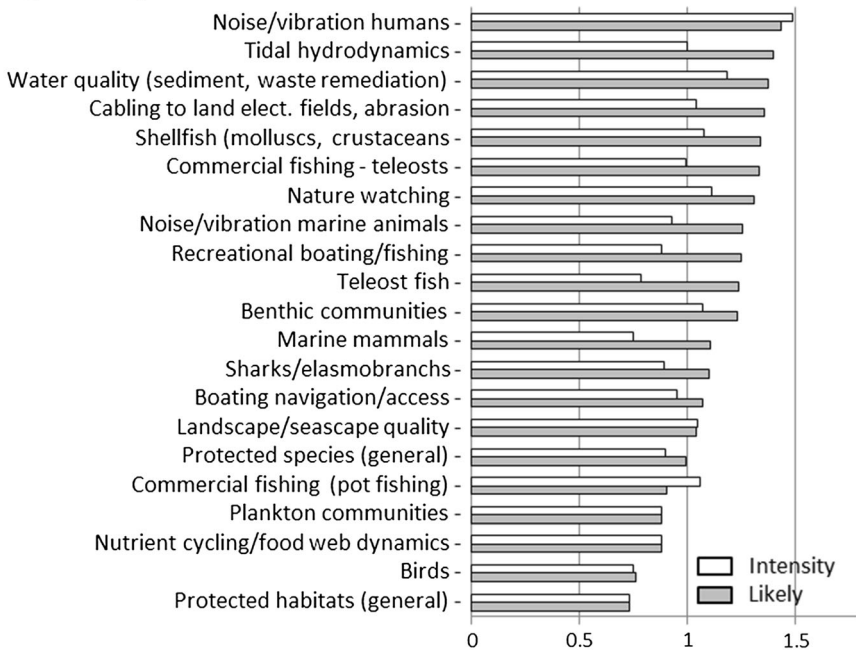 Noise/vibration humans -
Tidal hydrodynamics -
Water quality (sediment, waste remediation) -
Cabling to land elect. fields, abrasion -
Shellfish (molluscs, crustaceans -
Commercial fishing - teleosts -
Nature watching -
Noise/vibration marine animals -
Recreational boating/fishing -
Teleost fish -
Benthic communities -
Marine mammals -
Sharks/elasmobranchs -
Boating navigation/access -
Landscape/seascape quality -
Protected species (general) -
Commercial fishing (pot fishing) -
Plankton communities -
Nutrient cycling/food web dynamics -
Birds -
Protected habitats (general) -
Intensity
Likely
0 0.5 1 1.5